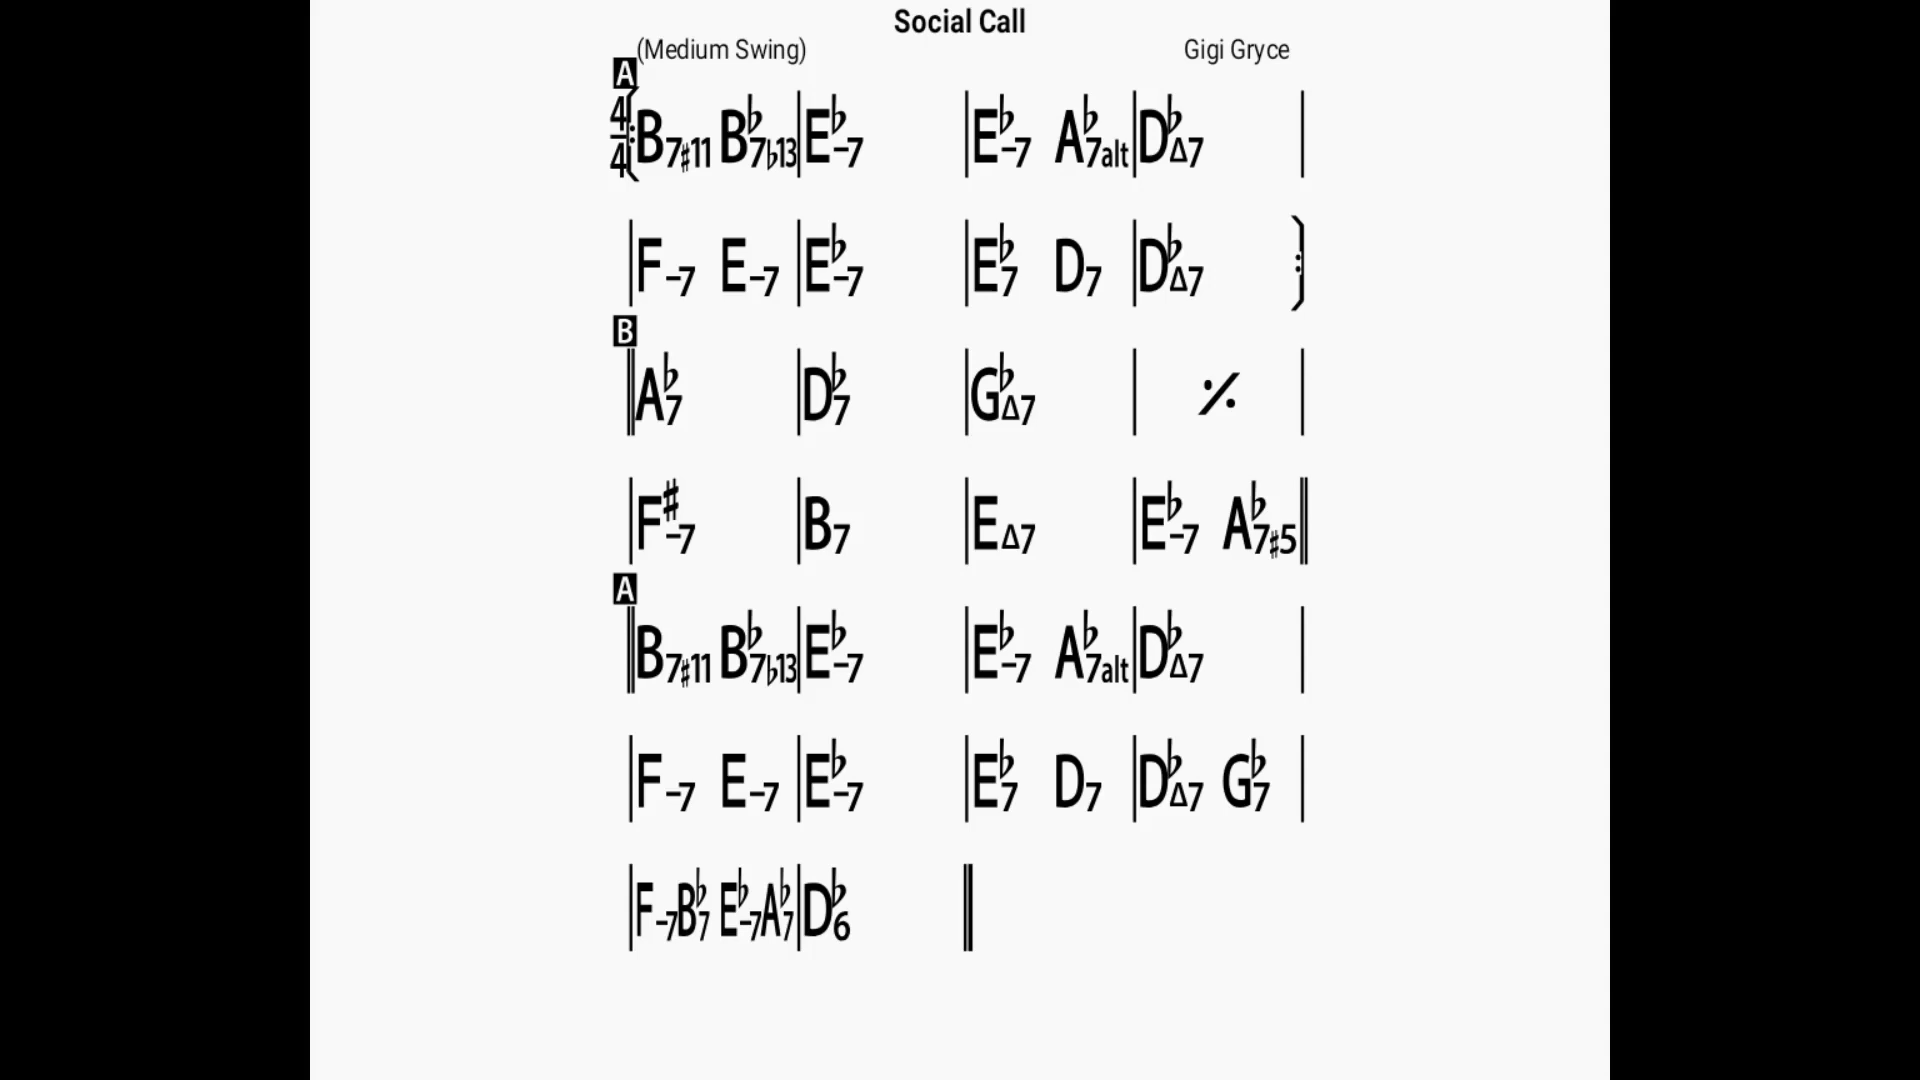 Social Call
(Medium Swing) Gigi Gryce
A
4/4 B7♯11 B♭7♭13 | E♭–7 | E♭–7 A♭7alt | D♭Δ7 |
| F–7 E–7 | E♭–7 | E♭7 D7 | D♭Δ7
B
A♭7 | D♭7 | G♭Δ7 | 𝄎 |
| F♯–7 | B7 | EΔ7 | E♭–7 A♭7♯5
A
B7♯11 B♭7♭13 | E♭–7 | E♭–7 A♭7alt | D♭Δ7 |
| F–7 E–7 | E♭–7 | E♭7 D7 | D♭Δ7 G♭7 |
| F–7 B♭7 E♭–7 A♭7 | D♭6